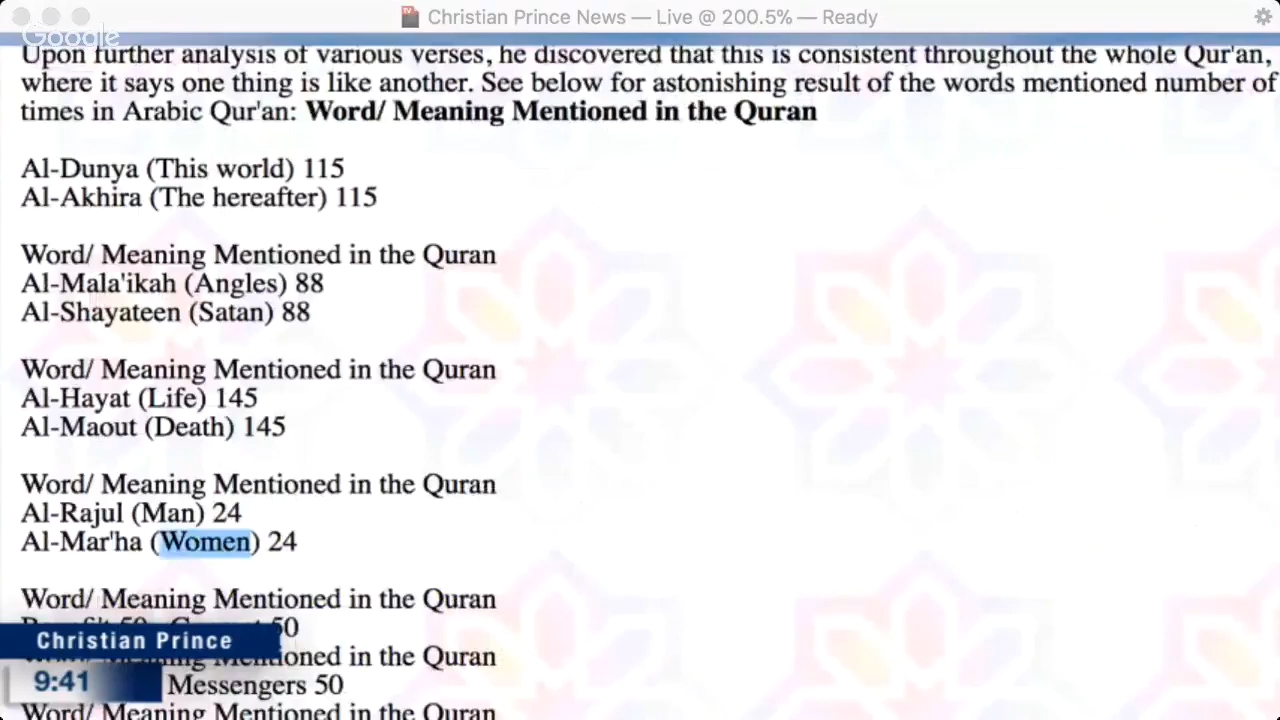 Christian Prince News — Live @ 200.5% — Ready
Google
Upon further analysis of various verses, he discovered that this is consistent throughout the whole Qur'an,
where it says one thing is like another. See below for astonishing result of the words mentioned number of
times in Arabic Qur'an: Word/ Meaning Mentioned in the Quran
Al-Dunya (This world) 115
Al-Akhira (The hereafter) 115
Word/ Meaning Mentioned in the Quran
Al-Mala'ikah (Angles) 88
Al-Shayateen (Satan) 88
Word/ Meaning Mentioned in the Quran
Al-Hayat (Life) 145
Al-Maout (Death) 145
Word/ Meaning Mentioned in the Quran
Al-Rajul (Man) 24
Al-Mar'ha (Women) 24
Word/ Meaning Mentioned in the Quran
50
Christian Prince
Mentioned in the Quran
9:41
Messengers 50
Word/ Meaning Mentioned in the Quran